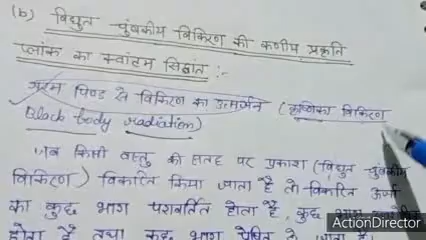 (b) विद्युत चुंबकीय विकिरण की कणीय प्रकृति
प्लांक का क्वांटम सिद्धांत :-
गरम पिण्ड से विकिरण का उत्सर्जन (कृष्णिका विकिरण
Black body radiation)
जब किसी वस्तु की सतह पर प्रकाश (विद्युत चुंबकीय
विकिरण) विकरित किया जाता है तो विकरित ऊर्जा
का कुछ भाग परावर्तित होता है, कुछ भाग
होता है तथा कुछ भाग प्रेषित हो जाता है।
ActionDirector